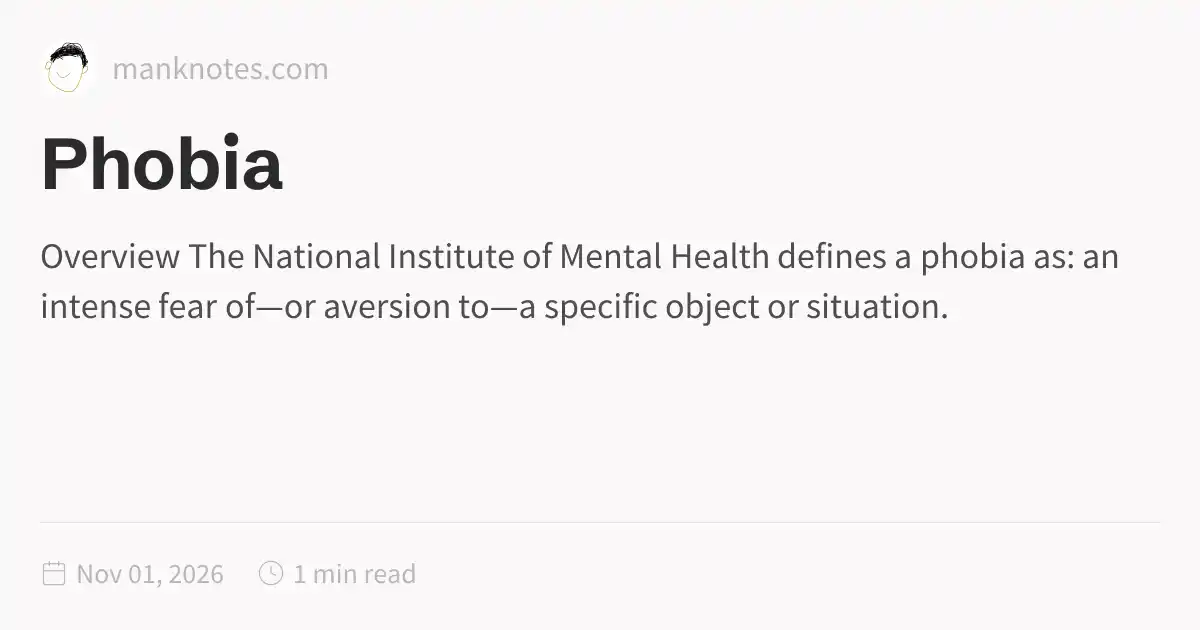 manknotes.com
Phobia
Overview The National Institute of Mental Health defines a phobia as: an
intense fear of—or aversion to—a specific object or situation.
Nov 01, 2026 1 min read